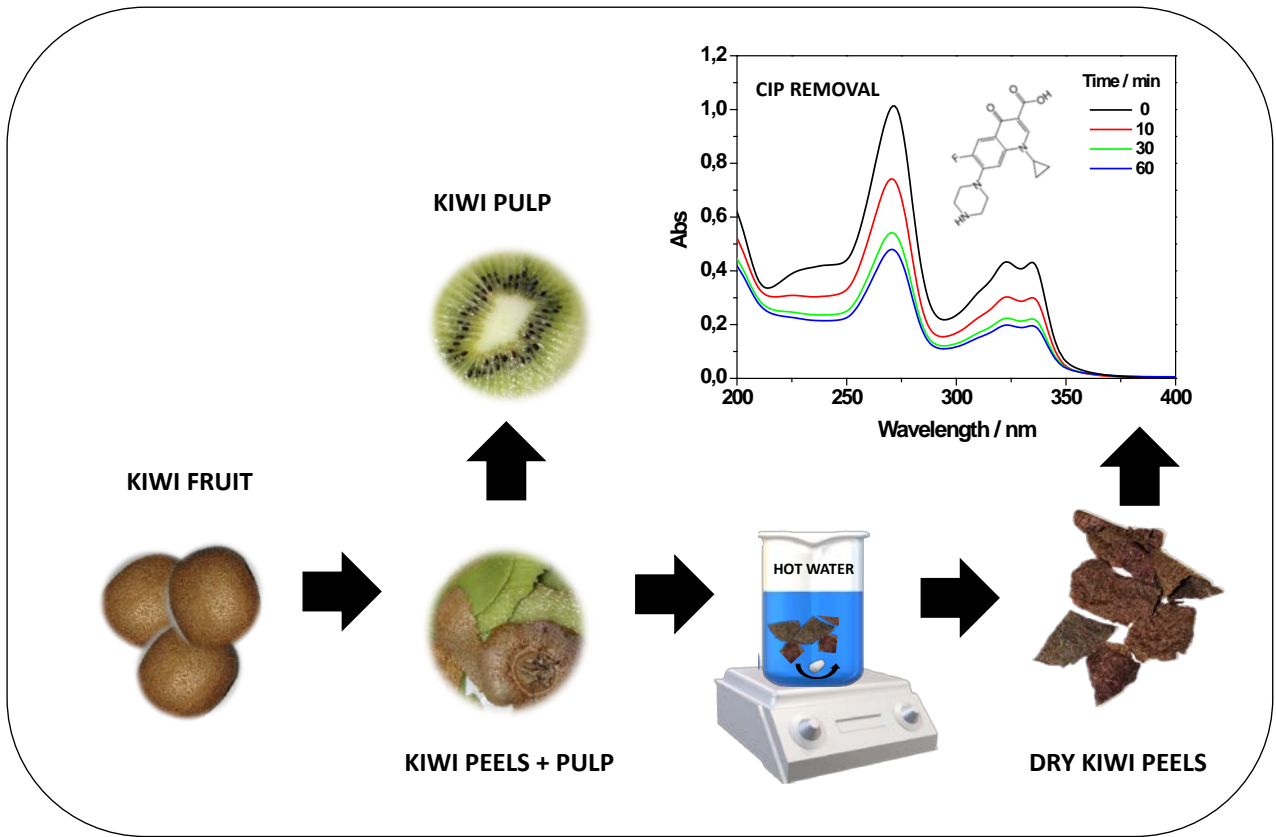 CIP REMOVAL
Time / min
0
10
30
60
1,2
1,0
0,8
0,6
0,4
0,2
0,0
Abs
200
250
300
350
400
Wavelength / nm
O
O
OH
F
N
N
HN
KIWI PULP
KIWI FRUIT
HOT WATER
KIWI PEELS + PULP
DRY KIWI PEELS